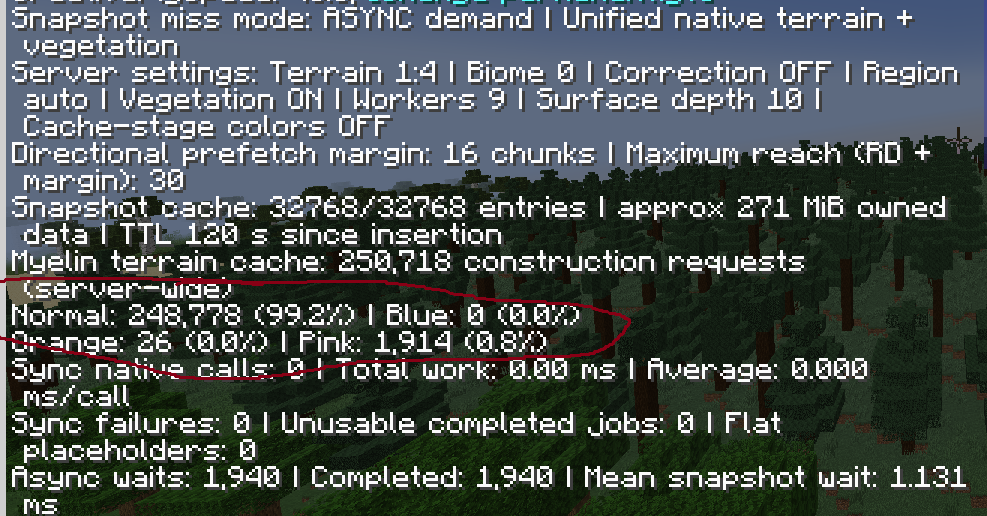 Snapshot miss mode: ASYNC demand | Unified native terrain +
vegetation
Server settings: Terrain 1:4 | Biome 0 | Correction OFF | Region
auto | Vegetation ON | Workers 9 | Surface depth 10 |
Cache-stage colors OFF
Directional prefetch margin: 16 chunks | Maximum reach (RD +
margin): 30
Snapshot cache: 32768/32768 entries | approx 271 MiB owned
data | TTL 120 s since insertion
Myelin terrain cache: 250,718 construction requests
(server-wide)
Normal: 248,778 (99.2%) | Blue: 0 (0.0%)
Orange: 26 (0.0%) | Pink: 1,914 (0.8%)
Sync native calls: 0 | Total work: 0.00 ms | Average: 0.000
ms/call
Sync failures: 0 | Unusable completed jobs: 0 | Flat
placeholders: 0
Async waits: 1,940 | Completed: 1,940 | Mean snapshot wait: 1.131
ms